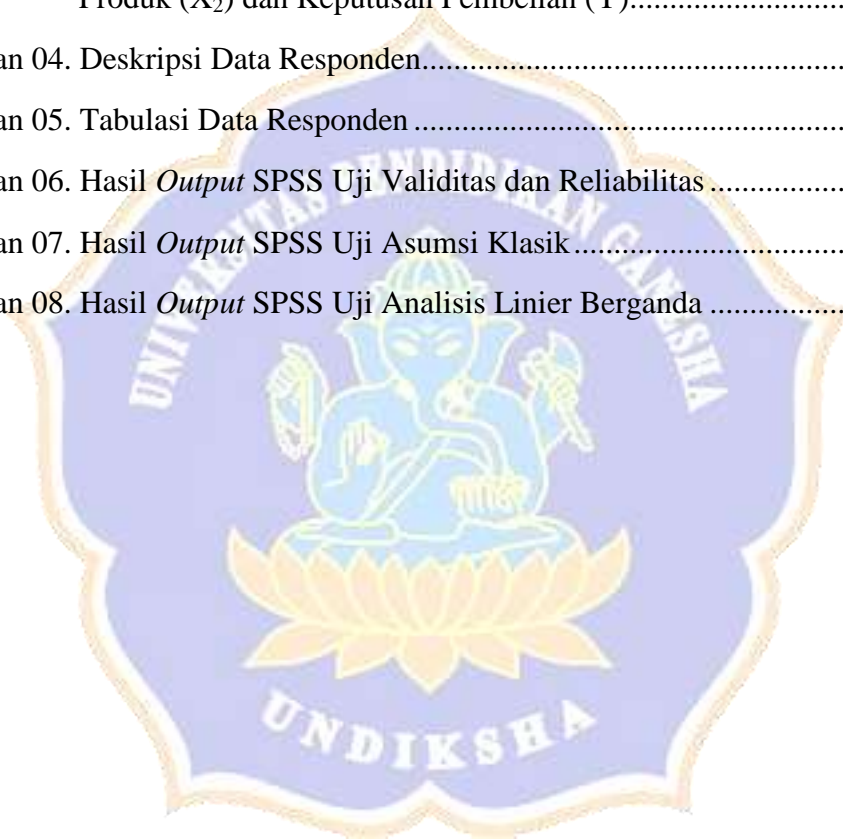 Produk (X2) dan Keputusan Pembelian (Y)................................
an 04. Deskripsi Data Responden................................................
an 05. Tabulasi Data Responden................................................
an 06. Hasil Output SPSS Uji Validitas dan Reliabilitas.................
an 07. Hasil Output SPSS Uji Asumsi Klasik..................................
an 08. Hasil Output SPSS Uji Analisis Linier Berganda .................
UNIVERSITAS PENDIDIKAN GANESHA
UNDIKSHA